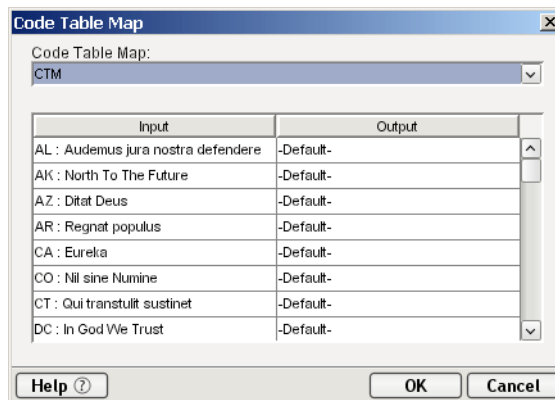 Code Table Map
Code Table Map:
CTM
Input Output
AL : Audemus jura nostra defendere -Default-
AK : North To The Future -Default-
AZ : Ditat Deus -Default-
AR : Regnat populus -Default-
CA : Eureka -Default-
CO : Nil sine Numine -Default-
CT : Qui transtulit sustinet -Default-
DC : In God We Trust -Default-
Help ? OK Cancel